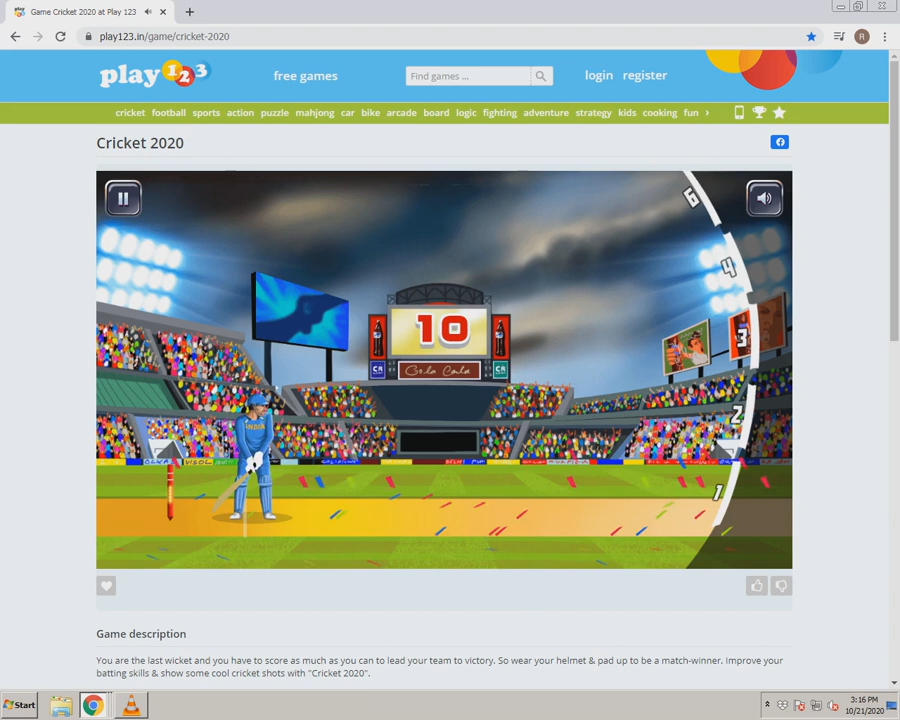 Game Cricket 2020 at Play 123
play123.in/game/cricket-2020
R
play123
free games
Find games ...
login register
cricket football sports action puzzle mahjong car bike arcade board logic fighting adventure strategy kids cooking fun
Cricket 2020
6
4
10
3
Cola Cola
2
INDIA
1
Game description
You are the last wicket and you have to score as much as you can to lead your team to victory. So wear your helmet & pad up to be a match-winner. Improve your
batting skills & show some cool cricket shots with "Cricket 2020".
Start
3:16 PM
10/21/2020